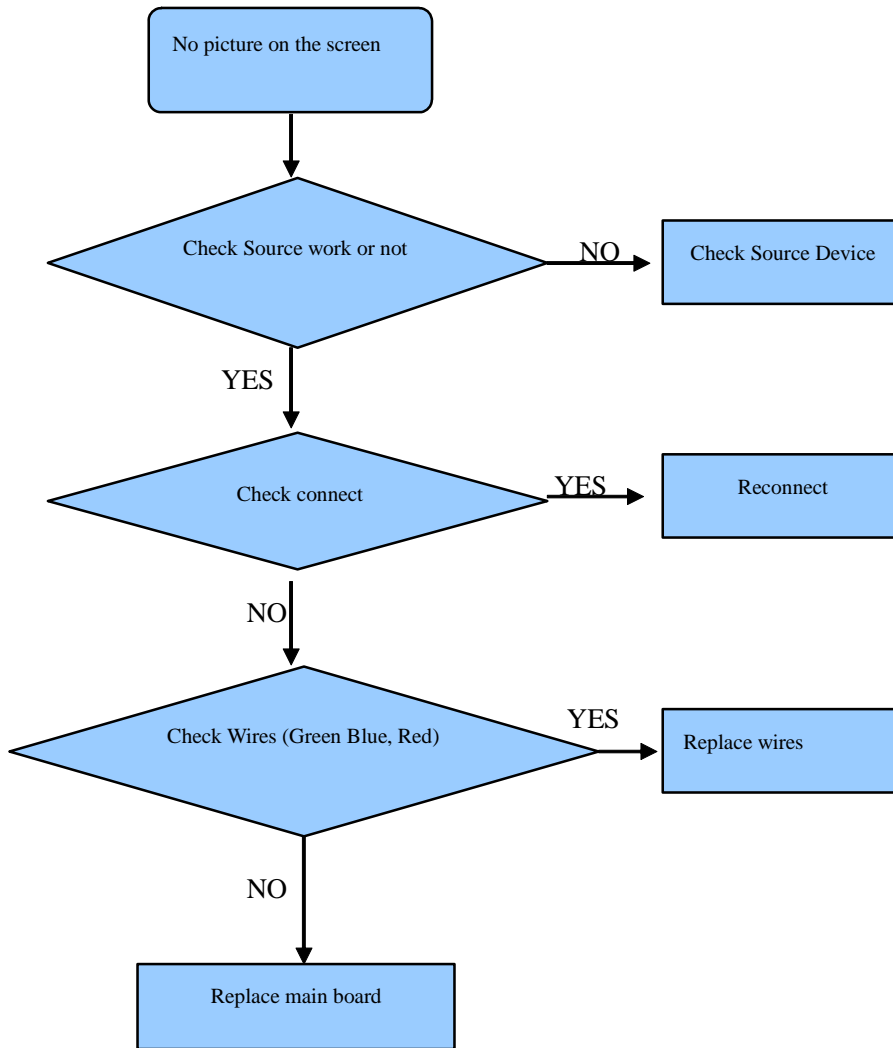 No picture on the screen
Check Source work or not
NO
Check Source Device
YES
Check connect
YES
Reconnect
NO
Check Wires (Green Blue, Red)
YES
Replace wires
NO
Replace main board